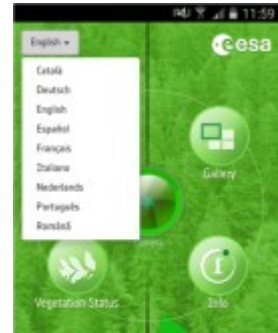 11:59
English
esa
Català
Deutsch
English
Español
Français
Italiano
Nederlands
Português
Română
Gallery
Vegetation Status
Info